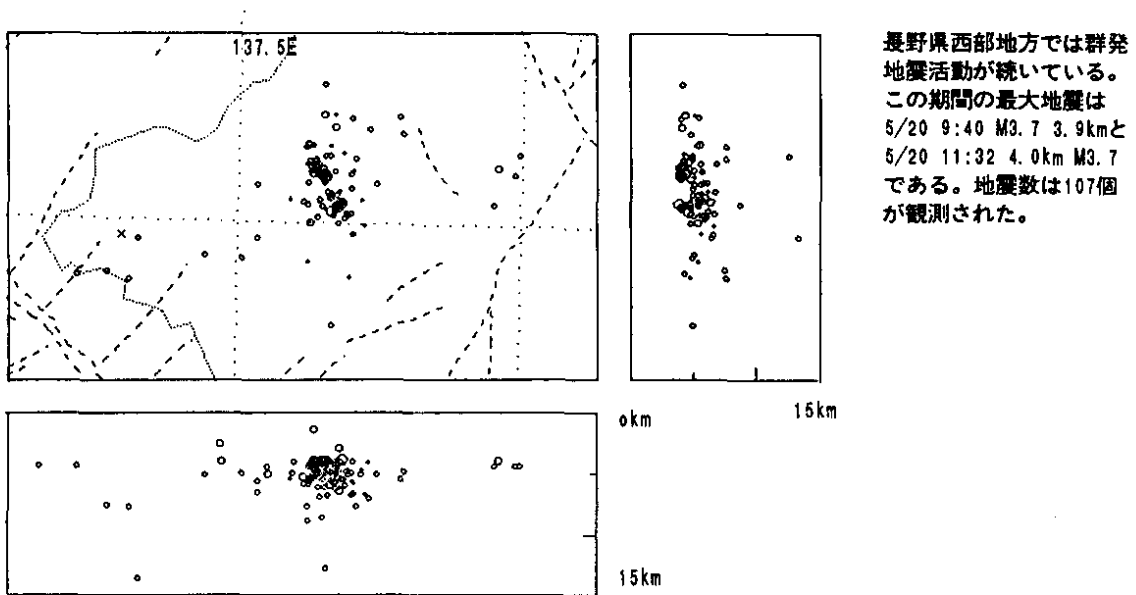 137.5E
長野県西部地方では群発
地震活動が続いている。
この期間の最大地震は
5/20 9:40 M3.7 3.9kmと
5/20 11:32 4.0km M3.7
である。地震数は107個
が観測された。
0km
15km
15km